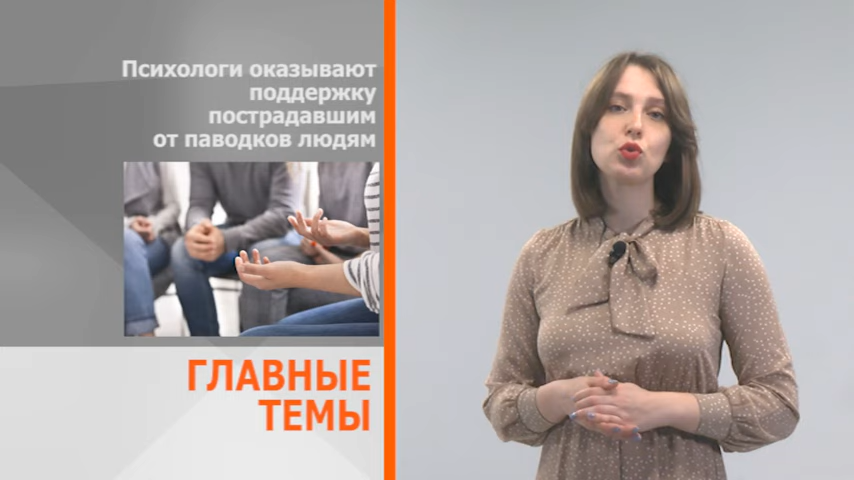 Психологи оказывают
поддержку
пострадавшим
от паводков людям
ГЛАВНЫЕ
ТЕМЫ